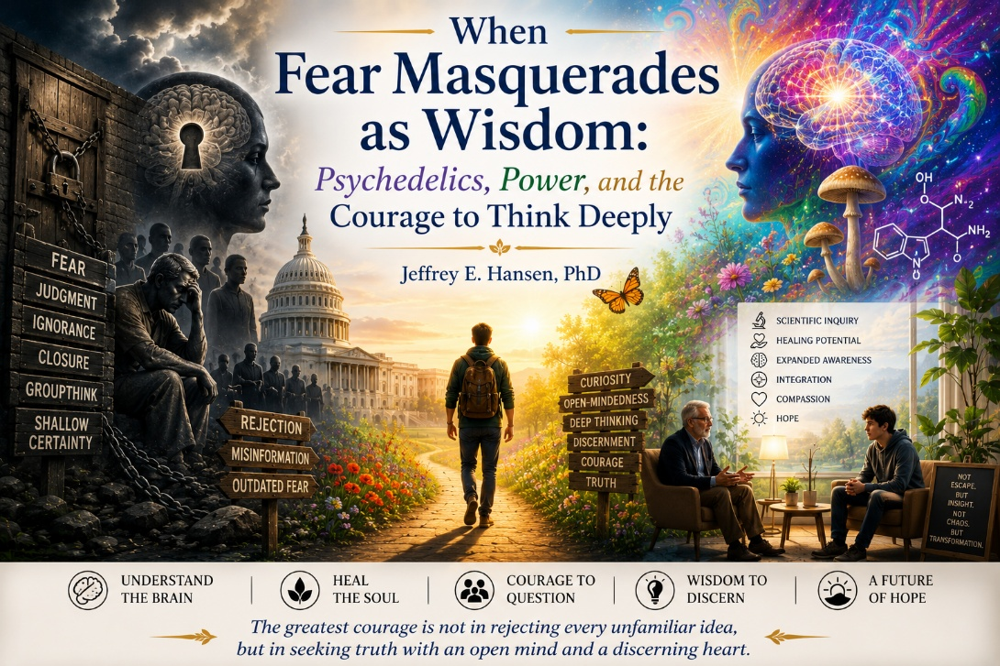 When
Fear Masquerades
as Wisdom:
Psychedelics, Power, and the
Courage to Think Deeply
Jeffrey E. Hansen, PhD
FEAR
JUDGMENT
IGNORANCE
CLOSURE
GROUPTHINK
SHALLOW
CERTAINTY
REJECTION
MISINFORMATION
OUTDATED FEAR
CURIOSITY
OPEN-MINDEDNESS
DEEP THINKING
DISCERNMENT
COURAGE
TRUTH
OH
O
N-2
NH2
O
N
O
SCIENTIFIC INQUIRY
HEALING POTENTIAL
EXPANDED AWARENESS
INTEGRATION
COMPASSION
HOPE
NOT
ESCAPE.
BUT
INSIGHT.
NOT
CHAOS.
BUT
TRANSFORMATION.
UNDERSTAND
THE BRAIN
HEAL
THE SOUL
COURAGE TO
QUESTION
WISDOM TO
DISCERN
A FUTURE
OF HOPE
The greatest courage is not in rejecting every unfamiliar idea,
but in seeking truth with an open mind and a discerning heart.